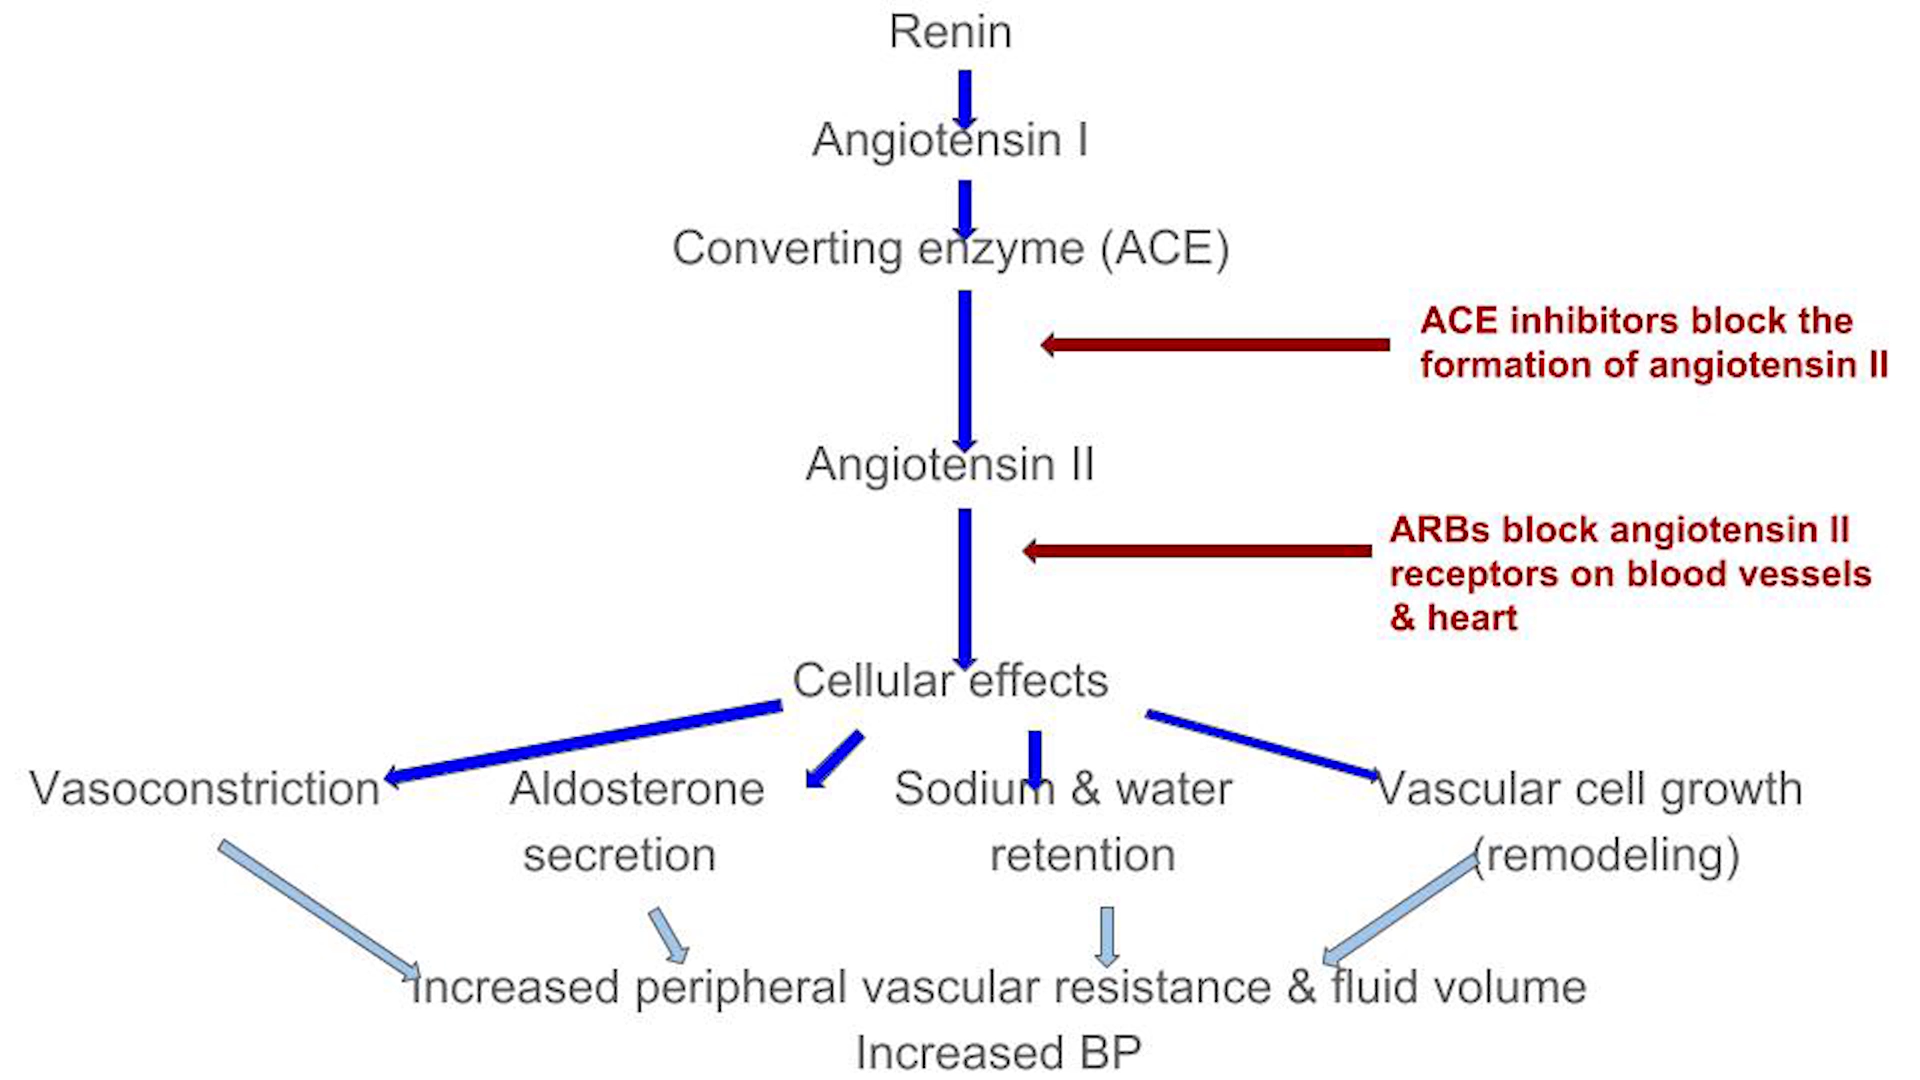 Renin
Angiotensin I
Converting enzyme (ACE)
ACE inhibitors block the
formation of angiotensin II
Angiotensin II
ARBs block angiotensin II
receptors on blood vessels
& heart
Cellular effects
Vasoconstriction
Aldosterone
secretion
Sodium & water
retention
Vascular cell growth
(remodeling)
Increased peripheral vascular resistance & fluid volume
Increased BP